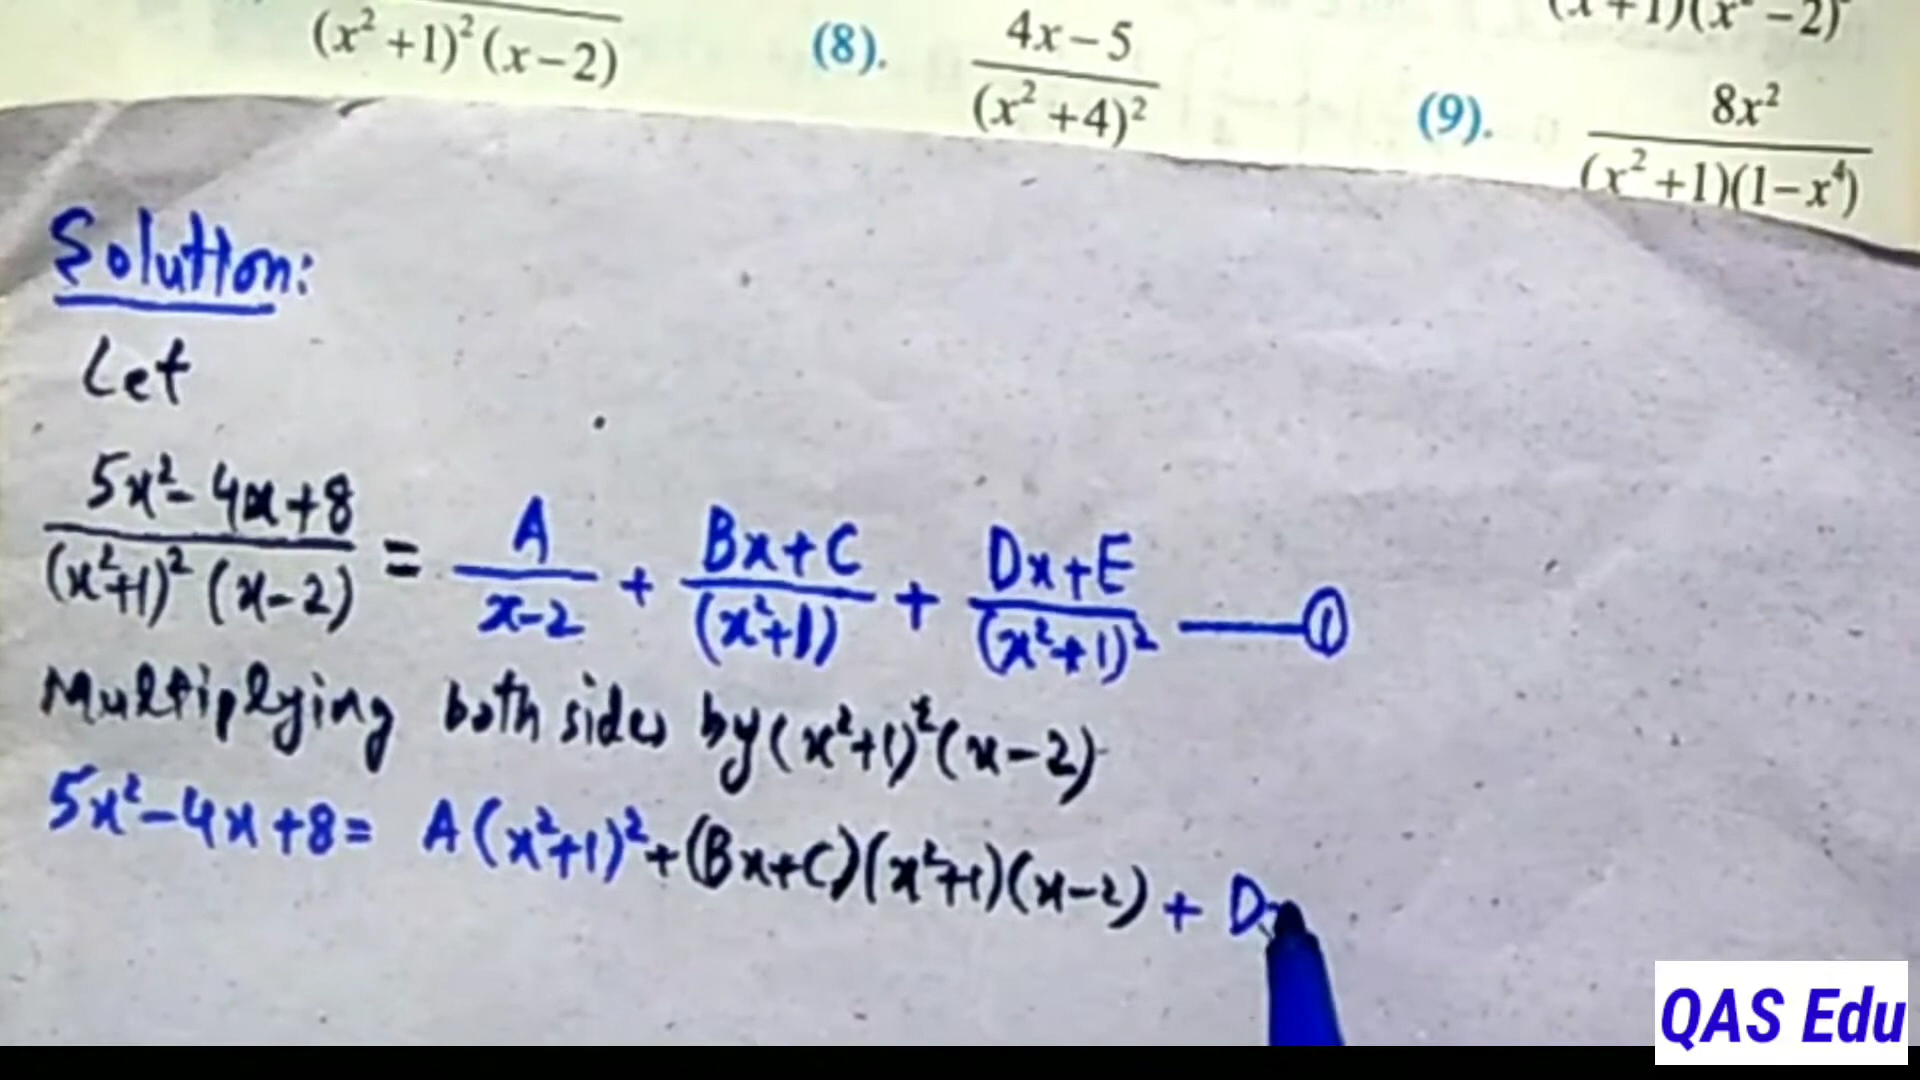 (x+1)(x²-2)
(x²+1)²(x-2)
(8). (4x-5)/(x²+4)²
(9). 8x²/((x²+1)(1-x⁴))
Solution:
Let
(5x²-4x+8)/((x²+1)²(x-2)) = A/(x-2) + (Bx+C)/(x²+1) + (Dx+E)/(x²+1)² —①
Multiplying both sides by (x²+1)²(x-2)
5x²-4x+8= A(x²+1)²+(Bx+C)(x²+1)(x-2) + D
QAS Edu